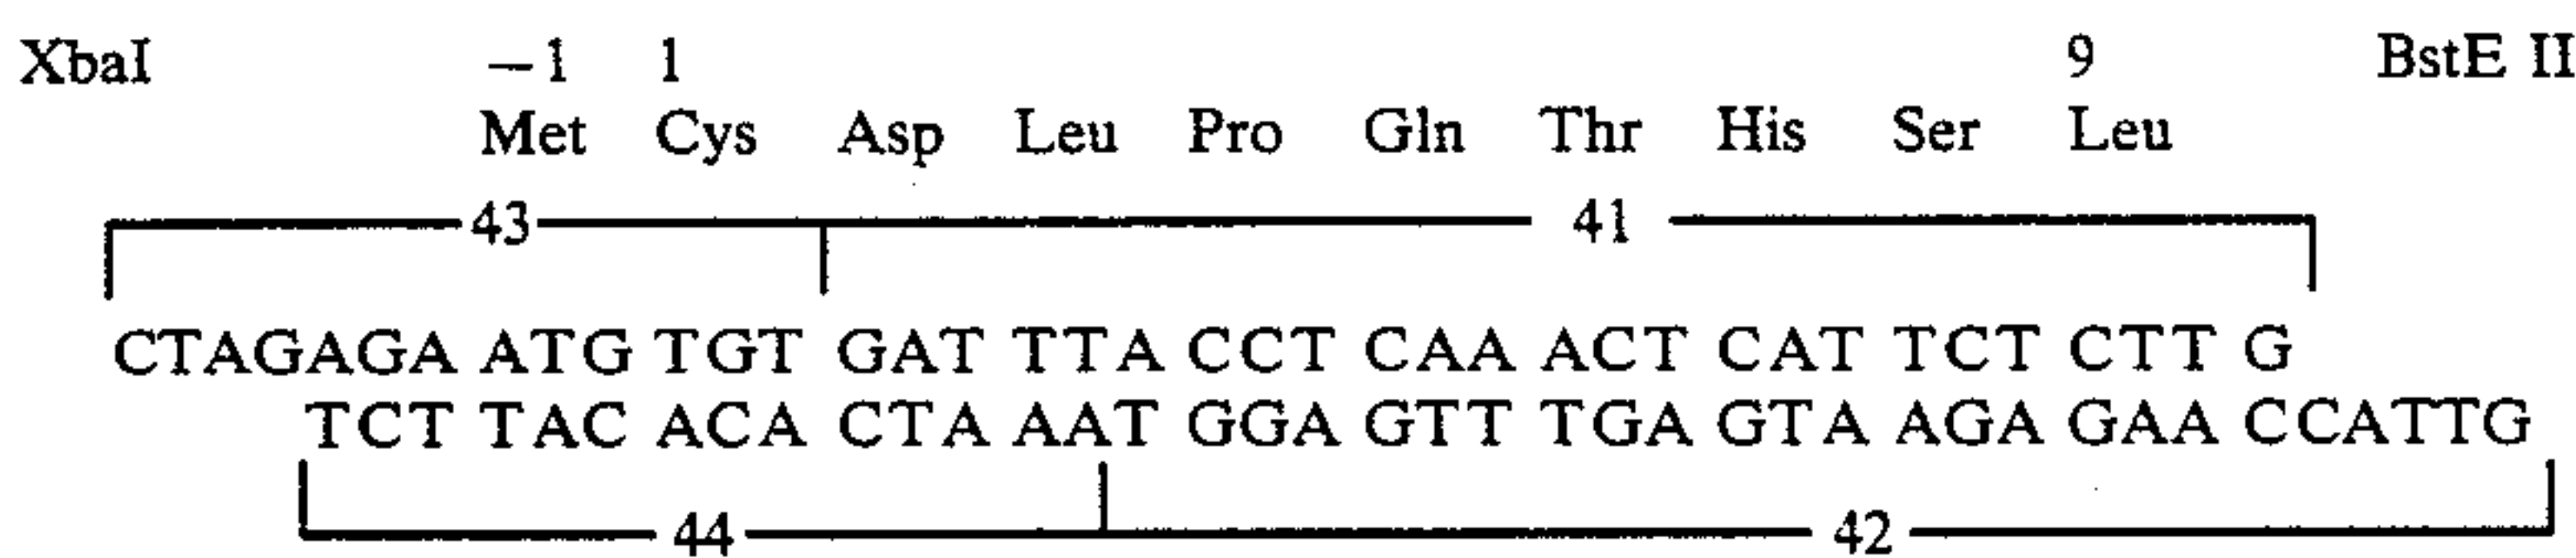 XbaI —1 1 9 BstE II
Met Cys Asp Leu Pro Gln Thr His Ser Leu
43 41
CTAGAGA ATG TGT GAT TTA CCT CAA ACT CAT TCT CTT G
TCT TAC ACA CTA AAT GGA GTT TGA GTA AGA GAA CCATTG
44 42